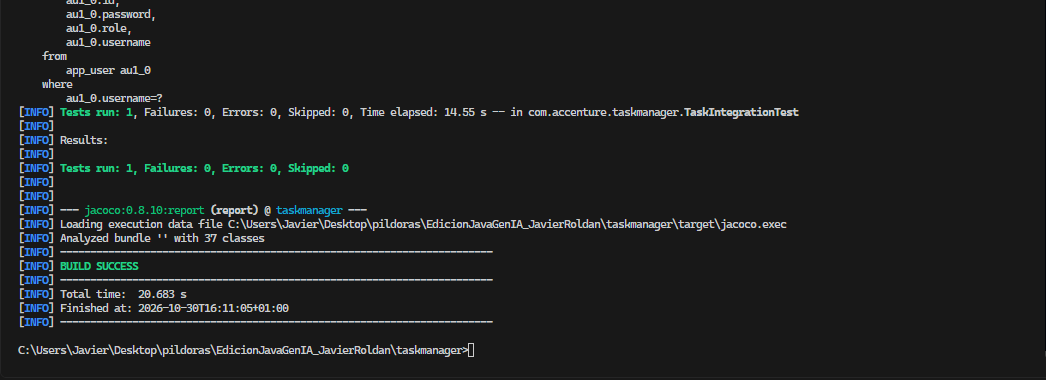 au1_0.id,
au1_0.password,
au1_0.role,
au1_0.username
from
app_user au1_0
where
au1_0.username=?
[INFO] Tests run: 1, Failures: 0, Errors: 0, Skipped: 0, Time elapsed: 14.55 s -- in com.accenture.taskmanager.TaskIntegrationTest
[INFO]
[INFO] Results:
[INFO]
[INFO] Tests run: 1, Failures: 0, Errors: 0, Skipped: 0
[INFO]
[INFO]
[INFO] --- jacoco:0.8.10:report (report) @ taskmanager ---
[INFO] Loading execution data file C:\Users\Javier\Desktop\pildoras\EdicionJavaGenIA_JavierRoldan\taskmanager\target\jacoco.exec
[INFO] Analyzed bundle '' with 37 classes
[INFO] ------------------------------------------------------------------------
[INFO] BUILD SUCCESS
[INFO] ------------------------------------------------------------------------
[INFO] Total time:  20.683 s
[INFO] Finished at: 2026-10-30T16:11:05+01:00
[INFO] ------------------------------------------------------------------------
C:\Users\Javier\Desktop\pildoras\EdicionJavaGenIA_JavierRoldan\taskmanager>